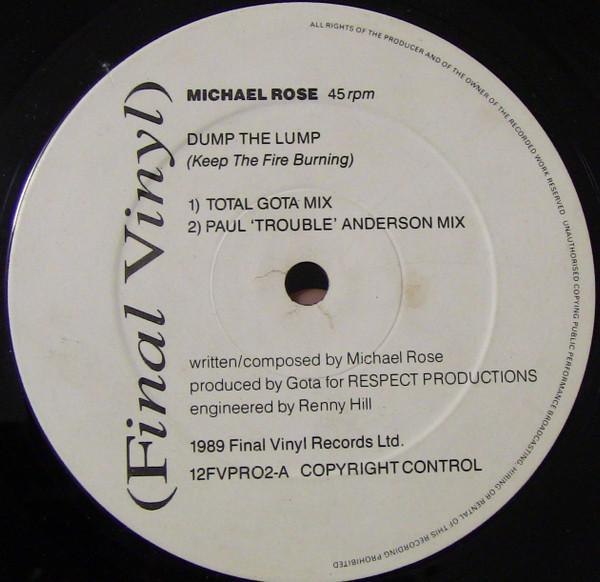 ALL RIGHTS OF THE PRODUCER AND OF THE OWNER OF THE RECORDED WORK RESERVED UNAUTHORISED COPYING PUBLIC PERFORMANCE BROADCASTING, HIRING OR RENTAL OF THIS RECORDING PROHIBITED
(Final Vinyl)
MICHAEL ROSE 45 rpm
DUMP THE LUMP
(Keep The Fire Burning)
1) TOTAL GOTA MIX
2) PAUL ‘TROUBLE’ ANDERSON MIX
written/composed by Michael Rose
produced by Gota for RESPECT PRODUCTIONS
engineered by Renny Hill
1989 Final Vinyl Records Ltd.
12FVPRO2-A COPYRIGHT CONTROL